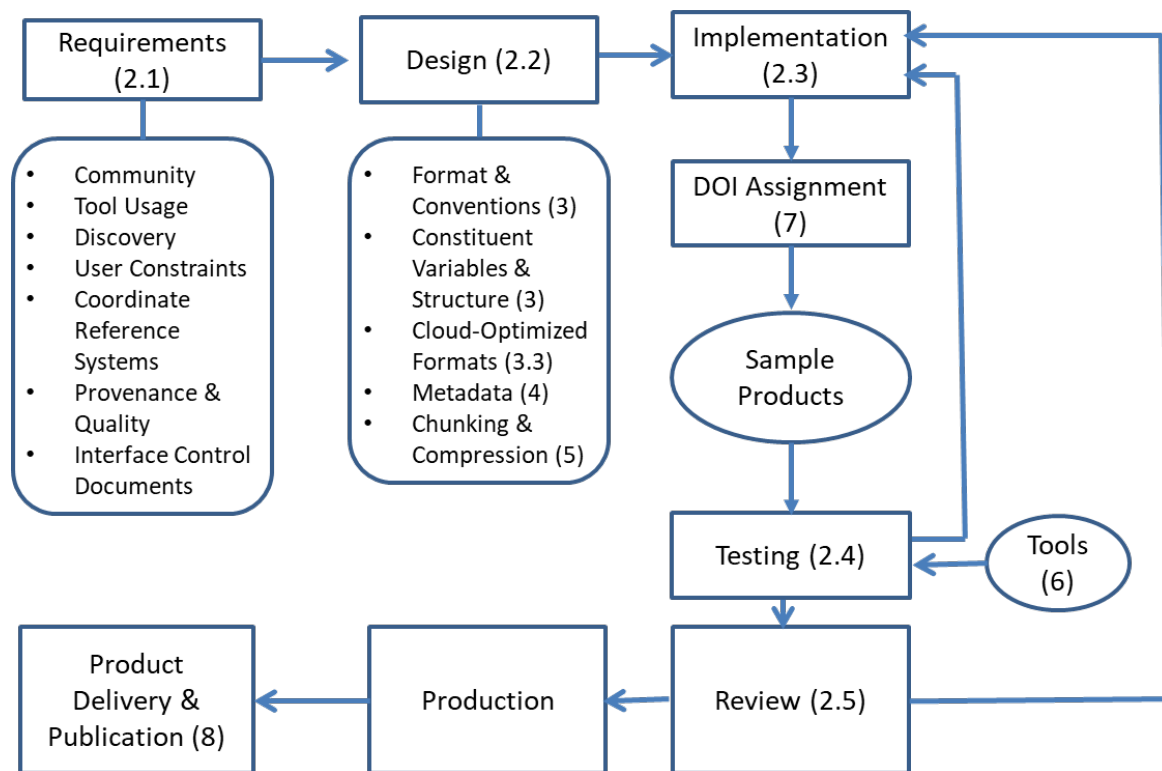 Requirements
(2.1)
Design (2.2)
Implementation
(2.3)
• Community
• Tool Usage
• Discovery
• User Constraints
• Coordinate
Reference
Systems
• Provenance &
Quality
• Interface Control
Documents
• Format &
Conventions (3)
• Constituent
Variables &
Structure (3)
• Cloud-Optimized
Formats (3.3)
• Metadata (4)
• Chunking &
Compression (5)
DOI Assignment
(7)
Sample
Products
Testing (2.4)
Tools
(6)
Product
Delivery &
Publication (8)
Production
Review (2.5)